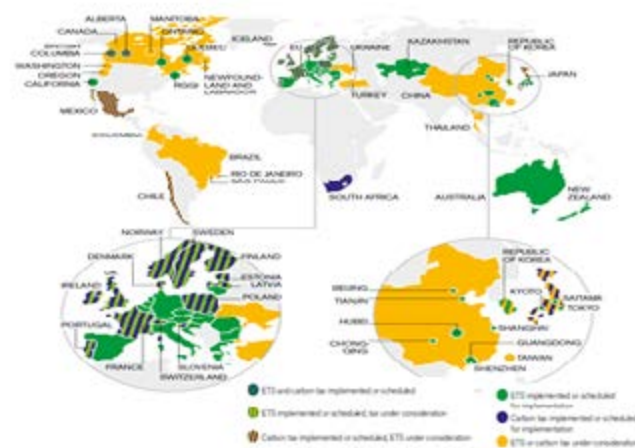 ALBERTA
MANITOBA
CANADA
ONTARIO
BRITISH
COLUMBIA
QUEBEC
WASHINGTON
OREGON
CALIFORNIA
RGGI
NEWFOUND-
LAND AND
LABRADOR
MEXICO
COLOMBIA
BRAZIL
RIO DE JANEIRO
SÃO PAULO
CHILE
ICELAND
EU
UKRAINE
TURKEY
KAZAKHSTAN
CHINA
THAILAND
REPUBLIC
OF KOREA
JAPAN
SOUTH AFRICA
AUSTRALIA
NEW
ZEALAND
NORWAY
SWEDEN
DENMARK
FINLAND
UK
IRELAND
ESTONIA
LATVIA
POLAND
PORTUGAL
FRANCE
SLOVENIA
SWITZERLAND
REPUBLIC
OF KOREA
BEIJING
TIANJIN
KYOTO
SAITAMA
TOKYO
HUBEI
SHANGHAI
CHONG-
QING
GUANGDONG
TAIWAN
SHENZHEN
ETS and carbon tax implemented or scheduled
ETS implemented or scheduled, tax under consideration
Carbon tax implemented or scheduled, ETS under consideration
ETS implemented or scheduled
for implementation
Carbon tax implemented or scheduled
for implementation
ETS or carbon tax under consideration